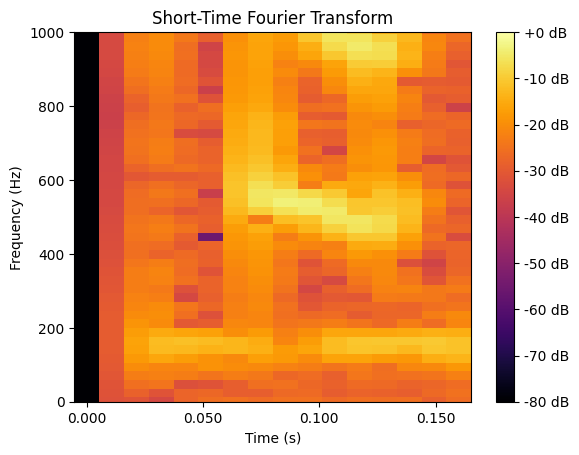 Short-Time Fourier Transform
1000
800
600
400
200
0
Frequency (Hz)
0.000
0.050
0.100
0.150
Time (s)
+0 dB
-10 dB
-20 dB
-30 dB
-40 dB
-50 dB
-60 dB
-70 dB
-80 dB